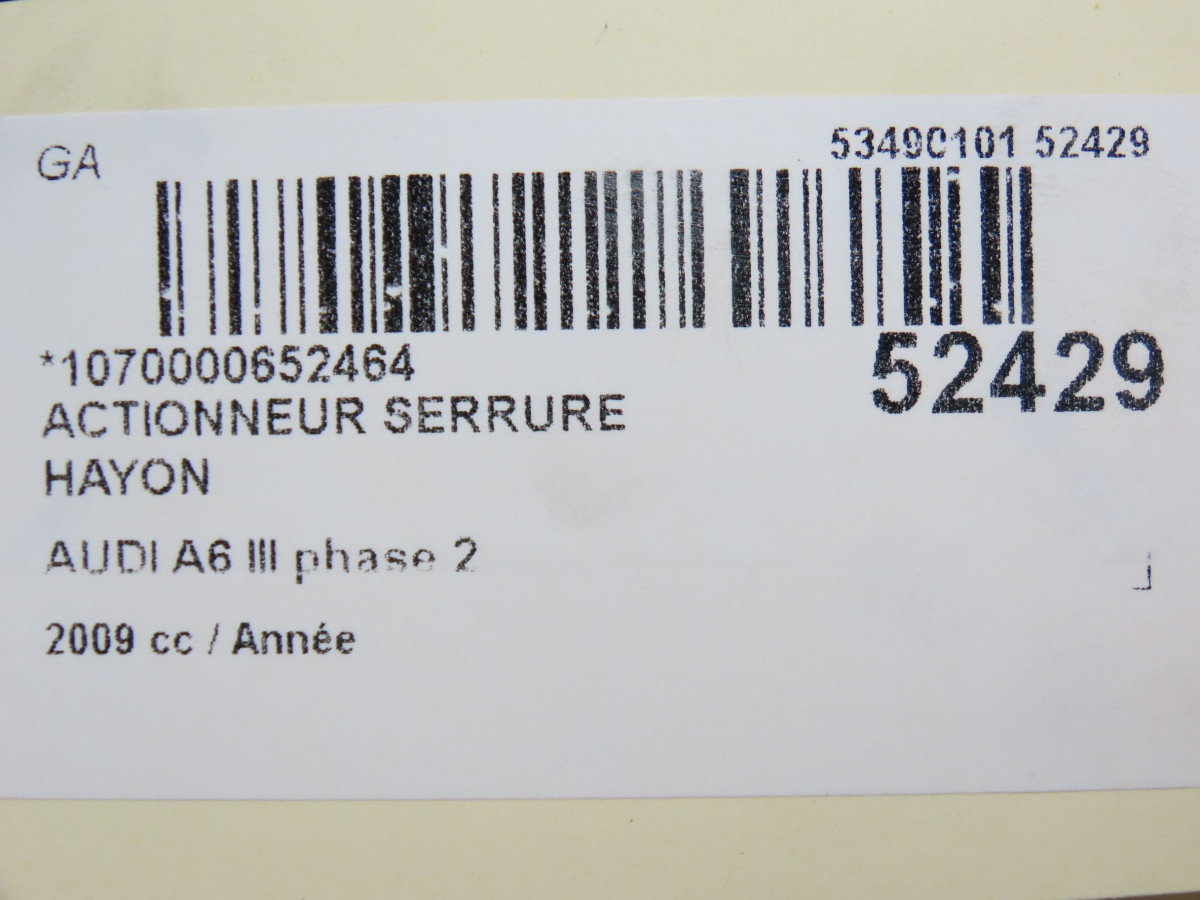 GA
53490101 52429
*1070000652464
52429
ACTIONNEUR SERRURE
HAYON
AUDI A6 III phase 2
2009 cc / Année